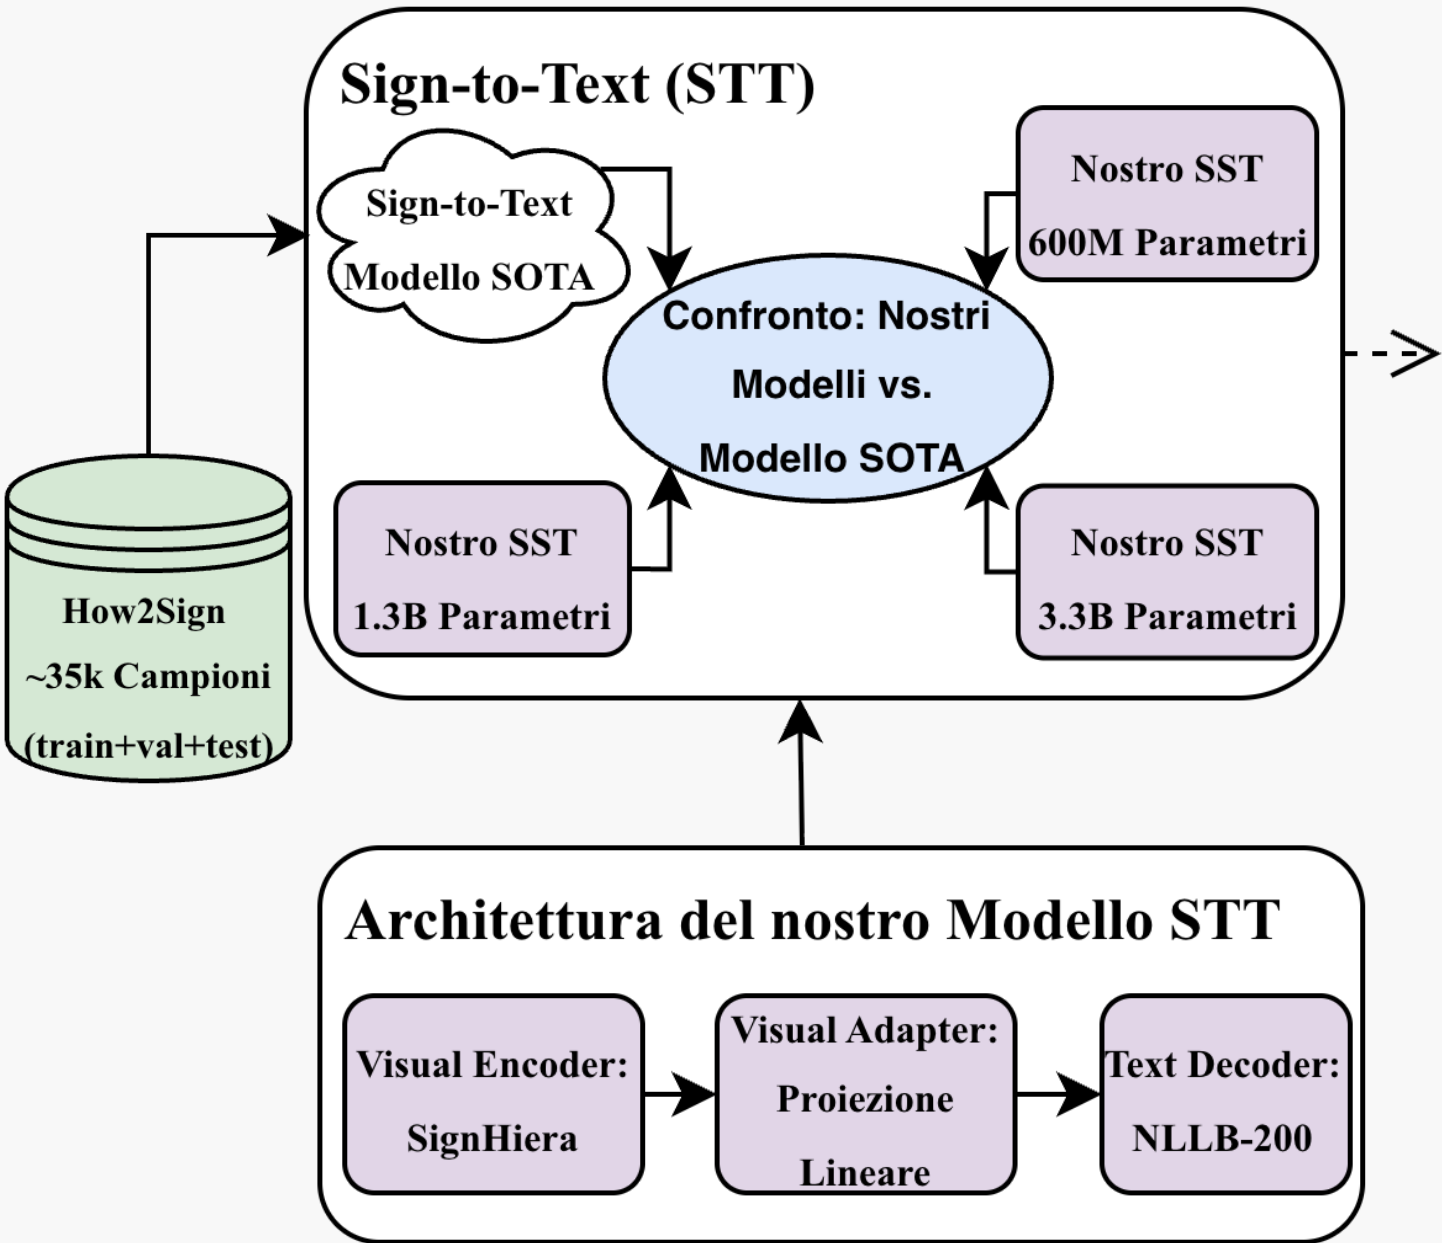 Sign-to-Text (STT)
Sign-to-Text
Modello SOTA
Nostro SST
600M Parametri
Confronto: Nostri
Modelli vs.
Modello SOTA
Nostro SST
1.3B Parametri
Nostro SST
3.3B Parametri
How2Sign
~35k Campioni
(train+val+test)
Architettura del nostro Modello STT
Visual Encoder:
SignHiera
Visual Adapter:
Proiezione
Lineare
Text Decoder:
NLLB-200